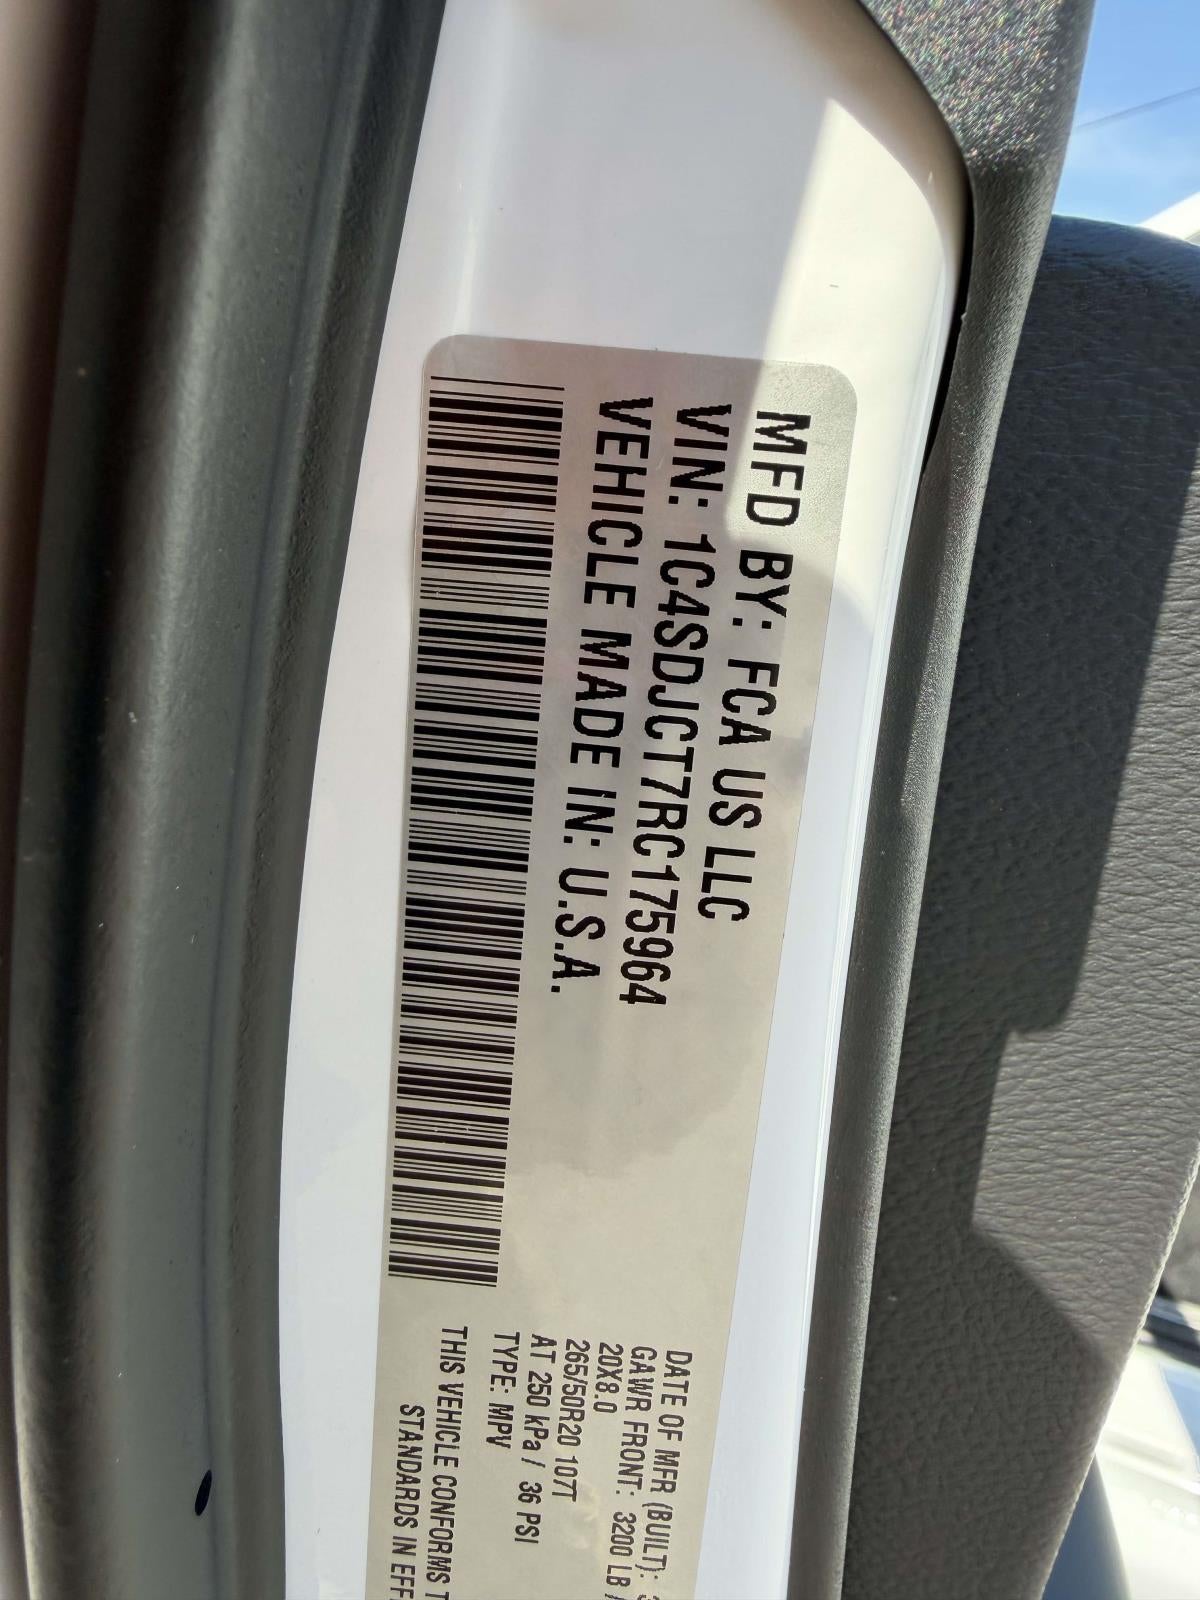 MFD BY: FCA US LLC
VIN: 1C4SDJCT7RC175964
VEHICLE MADE IN: U.S.A.
DATE OF MFR (BUILT):
GAWR FRONT: 3200 LB /
20X8.0
265/50R20 107T
AT 250 kPa / 36 PSI
TYPE: MPV
THIS VEHICLE CONFORMS T
STANDARDS IN EFF